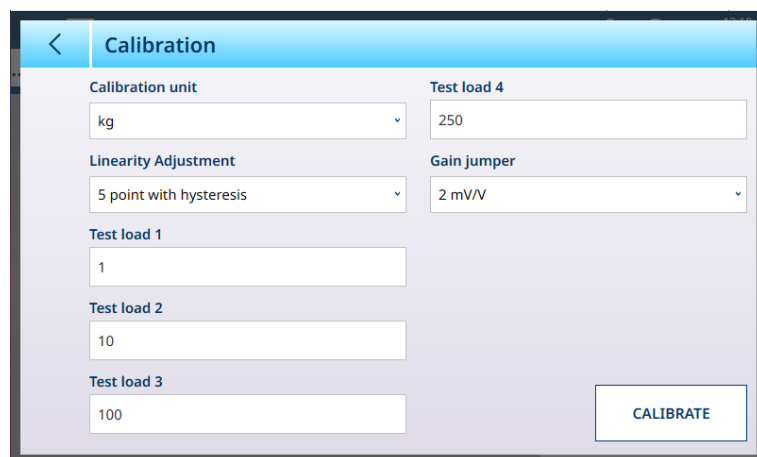 Calibration
Calibration unit
kg
Linearity Adjustment
5 point with hysteresis
Test load 1
1
Test load 2
10
Test load 3
100
Test load 4
250
Gain jumper
2 mV/V
CALIBRATE